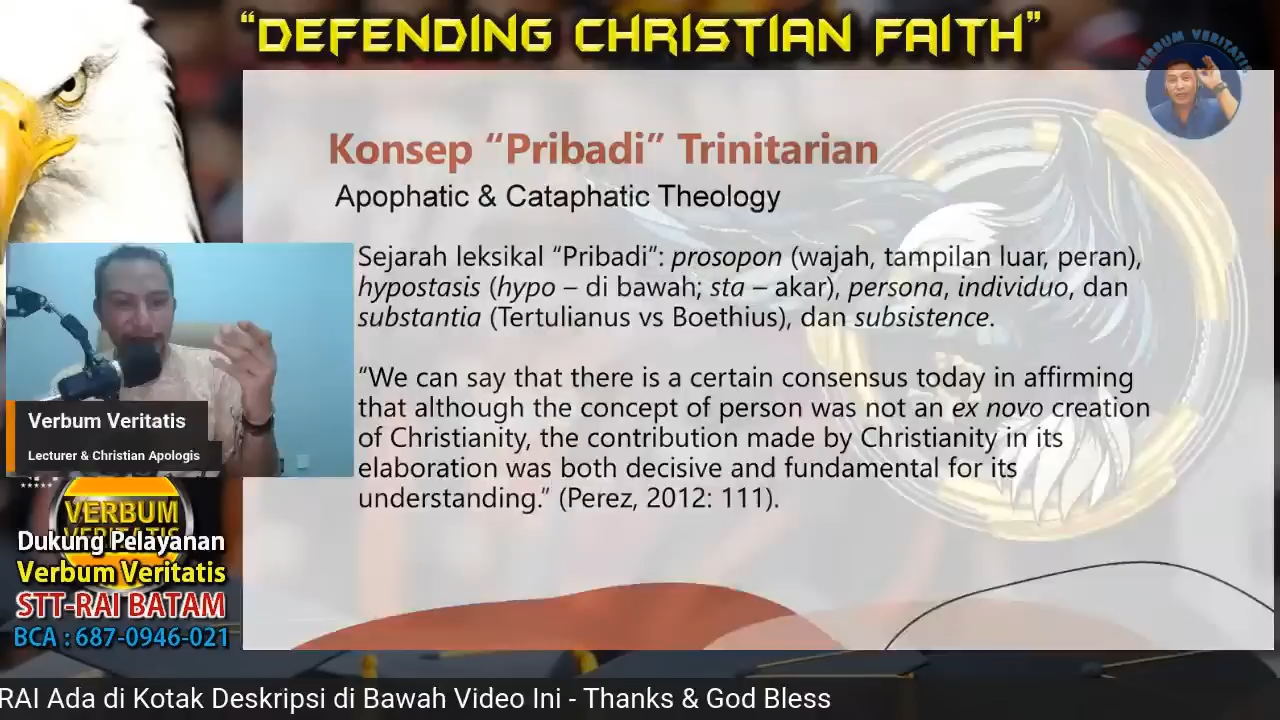 “DEFENDING CHRISTIAN FAITH”
VERBUM VERITATIS
Konsep “Pribadi” Trinitarian
Apophatic & Cataphatic Theology
Sejarah leksikal “Pribadi“: prosopon (wajah, tampilan luar, peran),
hypostasis (hypo – di bawah; sta – akar), persona, individuo, dan
substantia (Tertulianus vs Boethius), dan subsistence.
“We can say that there is a certain consensus today in affirming
that although the concept of person was not an ex novo creation
of Christianity, the contribution made by Christianity in its
elaboration was both decisive and fundamental for its
understanding.” (Perez, 2012: 111).
Verbum Veritatis
Lecturer & Christian Apologis
VERBUM
VERITATIS
Dukung Pelayanan
Verbum Veritatis
STT-RAI BATAM
BCA : 687-0946-021
RAI Ada di Kotak Deskripsi di Bawah Video Ini - Thanks & God Bless